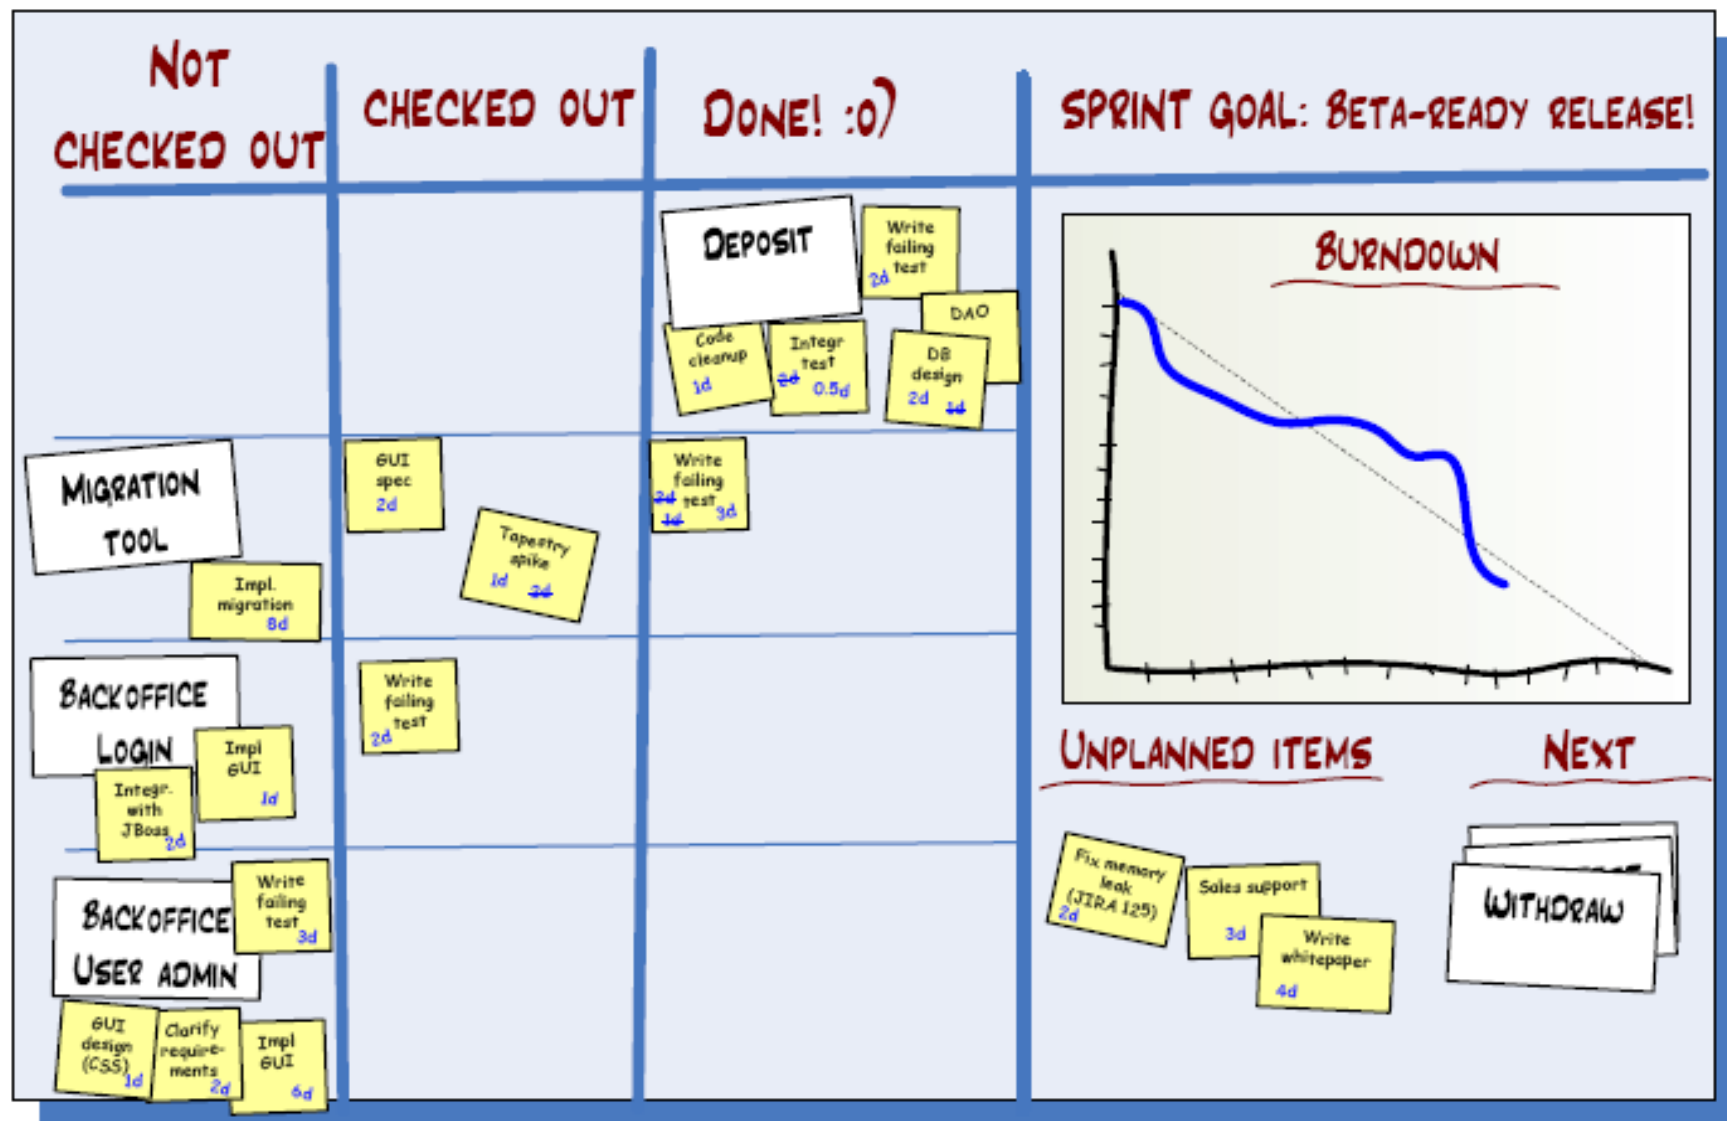 NOT
CHECKED OUT
CHECKED OUT
DONE! :o)
SPRINT GOAL: BETA-READY RELEASE!
DEPOSIT
Write
failing
test
2d
DAO
Code
cleanup
1d
Integr
test
2d
0.5d
DB
design
2d
1d
MIGRATION
TOOL
Impl.
migration
8d
GUI
spec
2d
Tapestry
spike
1d
2d
Write
failing
test
2d
1d
3d
BACKOFFICE
LOGIN
Integr.
with
JBoss
2d
Impl
GUI
1d
Write
failing
test
2d
BACKOFFICE
USER ADMIN
Write
failing
test
3d
GUI
design
(CSS)
1d
Clarify
require-
ments
2d
Impl
GUI
6d
BURNDOWN
UNPLANNED ITEMS
Fix memory
leak
(JIRA 125)
2d
Sales support
3d
Write
whitepaper
4d
NEXT
WITHDRAW